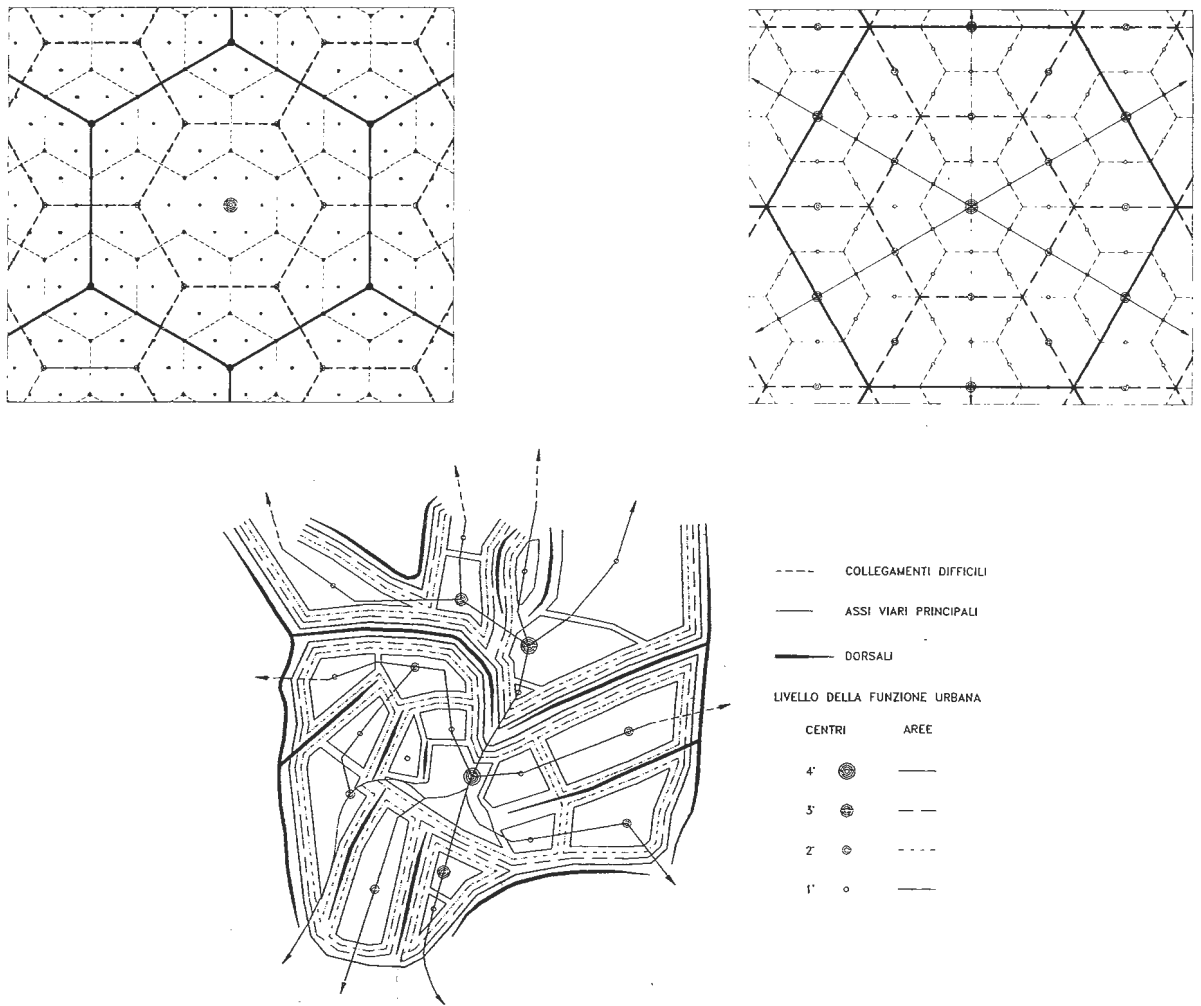 COLLEGAMENTI DIFFICILI
ASSI VIARI PRINCIPALI
DORSALI
LIVELLO DELLA FUNZIONE URBANA
CENTRI AREE
4°
3°
2°
1°